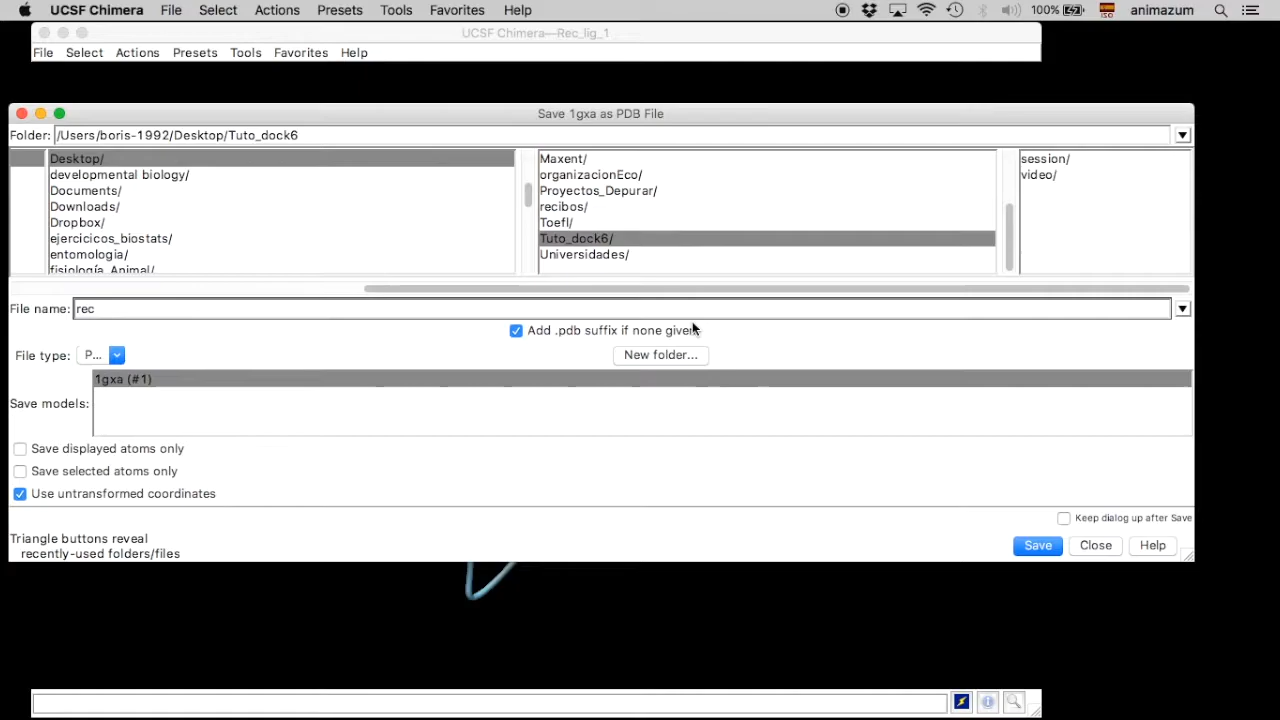 UCSF Chimera File Select Actions Presets Tools Favorites Help 100% ISO animazum
UCSF Chimera—Rec_lig_1
File Select Actions Presets Tools Favorites Help
Save 1gxa as PDB File
Folder: /Users/boris-1992/Desktop/Tuto_dock6
Desktop/ Maxent/ session/
developmental biology/ organizacionEco/ video/
Documents/ Proyectos_Depurar/
Downloads/ recibos/
Dropbox/ Toefl/
ejercicicos_biostats/ Tuto_dock6/
entomologia/ Universidades/
fisiología_Animal/
File name: rec
Add .pdb suffix if none given
File type: P... New folder...
1gxa (#1)
Save models:
Save displayed atoms only
Save selected atoms only
Use untransformed coordinates
Keep dialog up after Save
Triangle buttons reveal
recently-used folders/files
Save Close Help